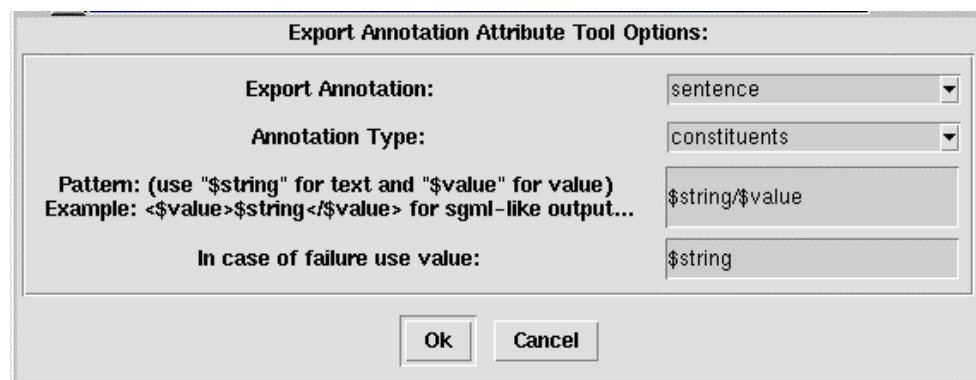 Export Annotation Attribute Tool Options:
Export Annotation:
sentence
Annotation Type:
constituents
Pattern: (use "$string" for text and "$value" for value)
Example: <$value>$string</$value> for sgml-like output...
$string/$value
In case of failure use value:
$string
Ok
Cancel